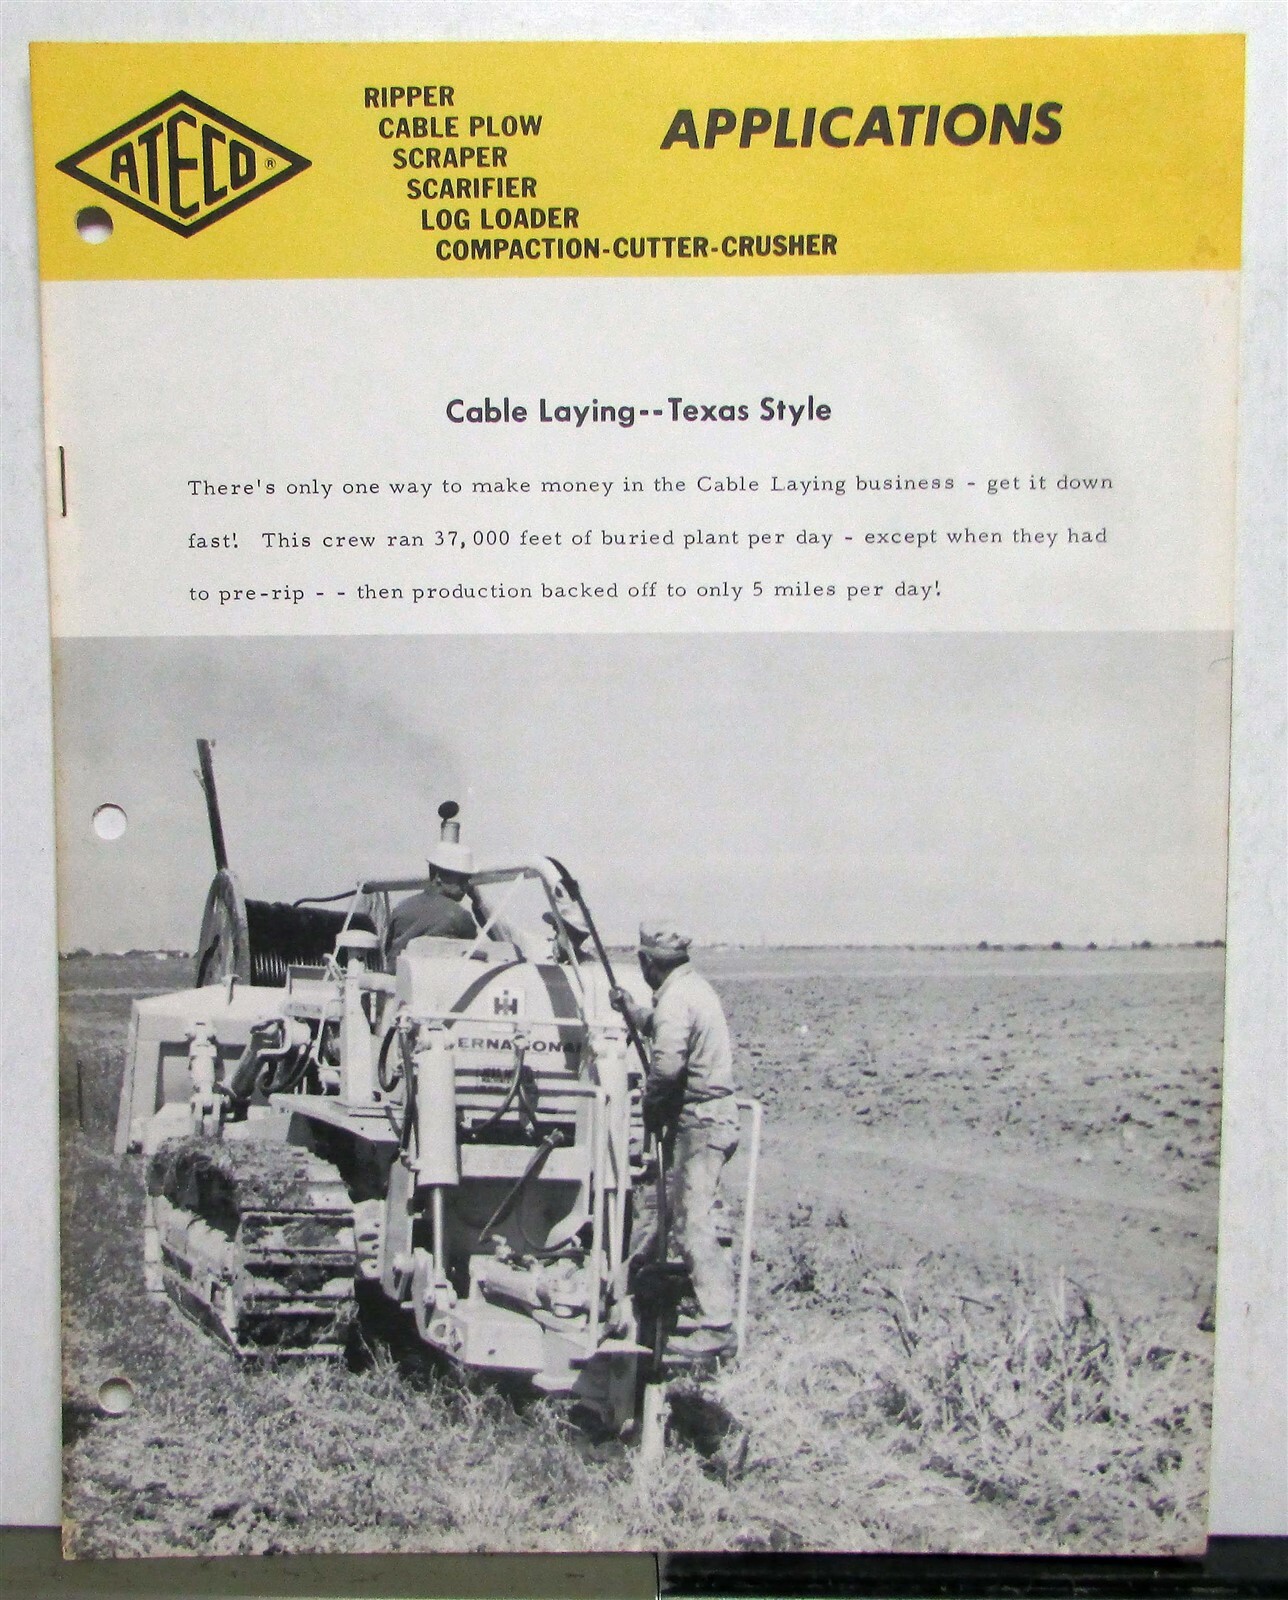 ATECO®
RIPPER
CABLE PLOW
SCRAPER
SCARIFIER
LOG LOADER
COMPACTION-CUTTER-CRUSHER
APPLICATIONS
Cable Laying--Texas Style
There's only one way to make money in the Cable Laying business - get it down
fast! This crew ran 37,000 feet of buried plant per day - except when they had
to pre-rip - - then production backed off to only 5 miles per day!
IH
ERNATIONA